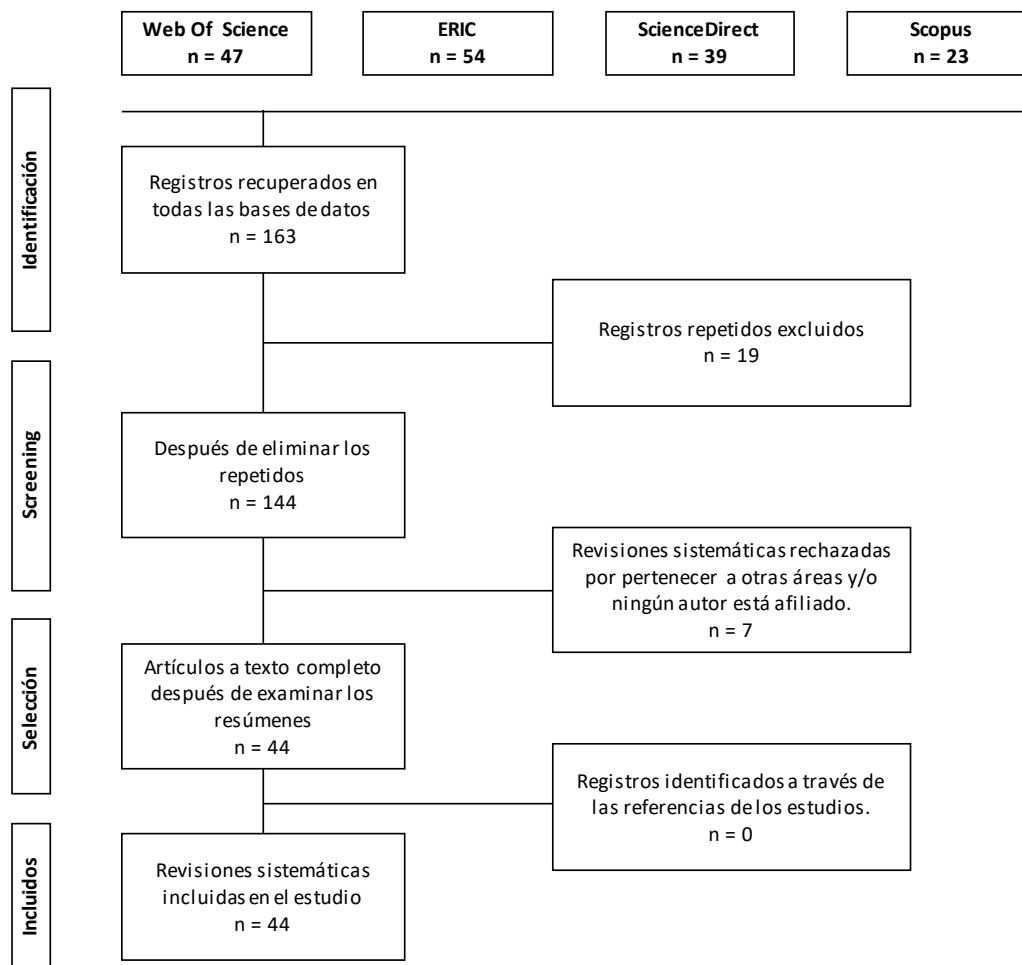 Web Of Science
n = 47
ERIC
n = 54
ScienceDirect
n = 39
Scopus
n = 23
Identificación
Registros recuperados en
todas las bases de datos
n = 163
Registros repetidos excluidos
n = 19
Screening
Después de eliminar los
repetidos
n = 144
Revisiones sistemáticas rechazadas
por pertenecer a otras áreas y/o
ningún autor está afiliado.
n = 7
Selección
Artículos a texto completo
después de examinar los
resúmenes
n = 44
Registros identificados a través de
las referencias de los estudios.
n = 0
Incluidos
Revisiones sistemáticas
incluidas en el estudio
n = 44